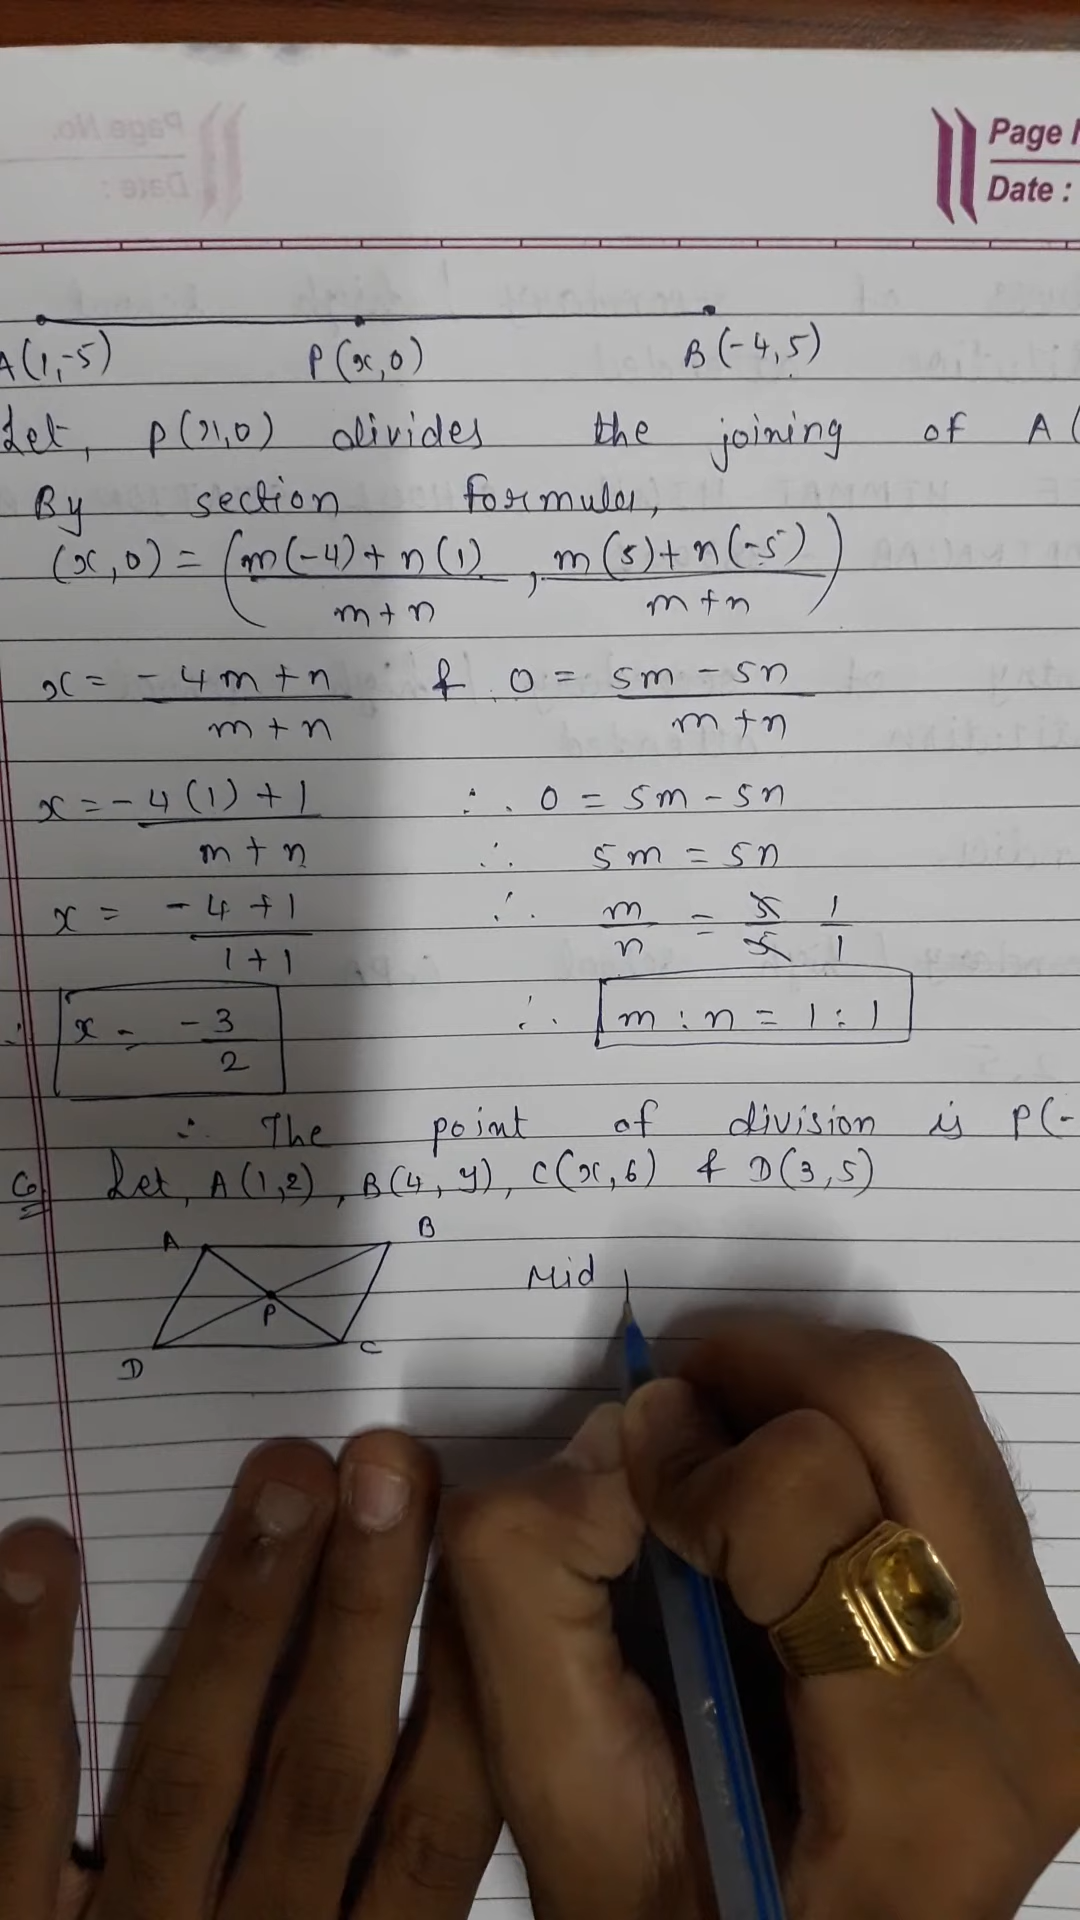 Page
Date :
A(1,-5) P(x,0) B(-4,5)
Let, P(x,0) divides the joining of A(
By section formula,
(x,0) = (m(-4)+n(1)/m+n , m(5)+n(-5)/m+n)
x = -4m+n/m+n & 0 = 5m-5n/m+n
x = -4(1)+1/m+n ∴ 0 = 5m-5n
∴ 5m = 5n
x = -4+1/1+1 ∴ m/n = 5/5 1/1
∴ x = -3/2 ∴ m:n = 1:1
∴ The point of division is P(-
6. Let, A(1,2), B(4,y), C(x,6) & D(3,5)
A B
Mid
P
D C